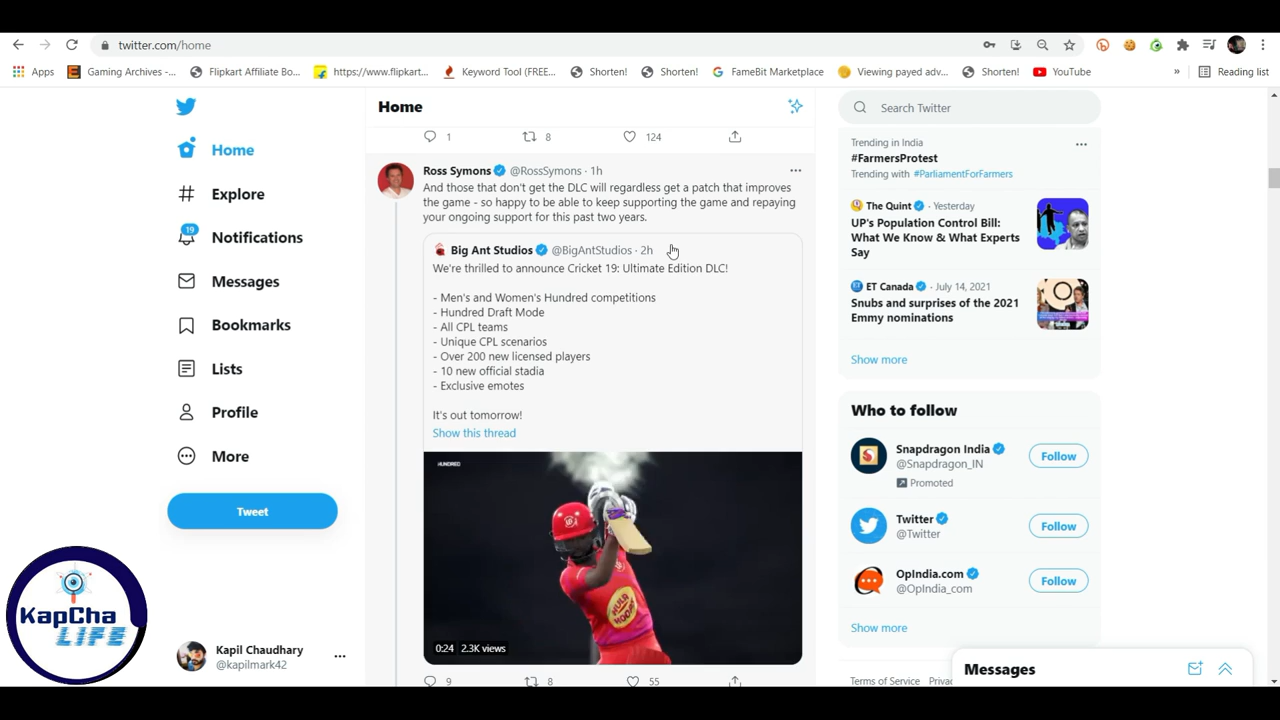 twitter.com/home
Apps
Gaming Archives -...
Flipkart Affiliate Bo...
https://www.flipkart...
Keyword Tool (FREE...
Shorten!
Shorten!
FameBit Marketplace
Viewing payed adv...
Shorten!
YouTube
»
Reading list
Home
Explore
19
Notifications
Messages
Bookmarks
Lists
Profile
More
Tweet
KapCha
LIFE
Kapil Chaudhary
@kapilmark42
Home
1 8 124
Ross Symons @RossSymons · 1h
And those that don't get the DLC will regardless get a patch that improves
the game - so happy to be able to keep supporting the game and repaying
your ongoing support for this past two years.
Big Ant Studios @BigAntStudios · 2h
We're thrilled to announce Cricket 19: Ultimate Edition DLC!
- Men's and Women's Hundred competitions
- Hundred Draft Mode
- All CPL teams
- Unique CPL scenarios
- Over 200 new licensed players
- 10 new official stadia
- Exclusive emotes
It's out tomorrow!
Show this thread
HUNDRED
HULA
HOOPS
0:24 2.3K views
9 8 55
Search Twitter
Trending in India
#FarmersProtest
Trending with #ParliamentForFarmers
The Quint · Yesterday
UP's Population Control Bill:
What We Know & What Experts
Say
ET Canada · July 14, 2021
Snubs and surprises of the 2021
Emmy nominations
Show more
Who to follow
Snapdragon India
@Snapdragon_IN
Promoted
Follow
Twitter
@Twitter
Follow
OpIndia.com
@OpIndia_com
Follow
Show more
Terms of Service
Messages